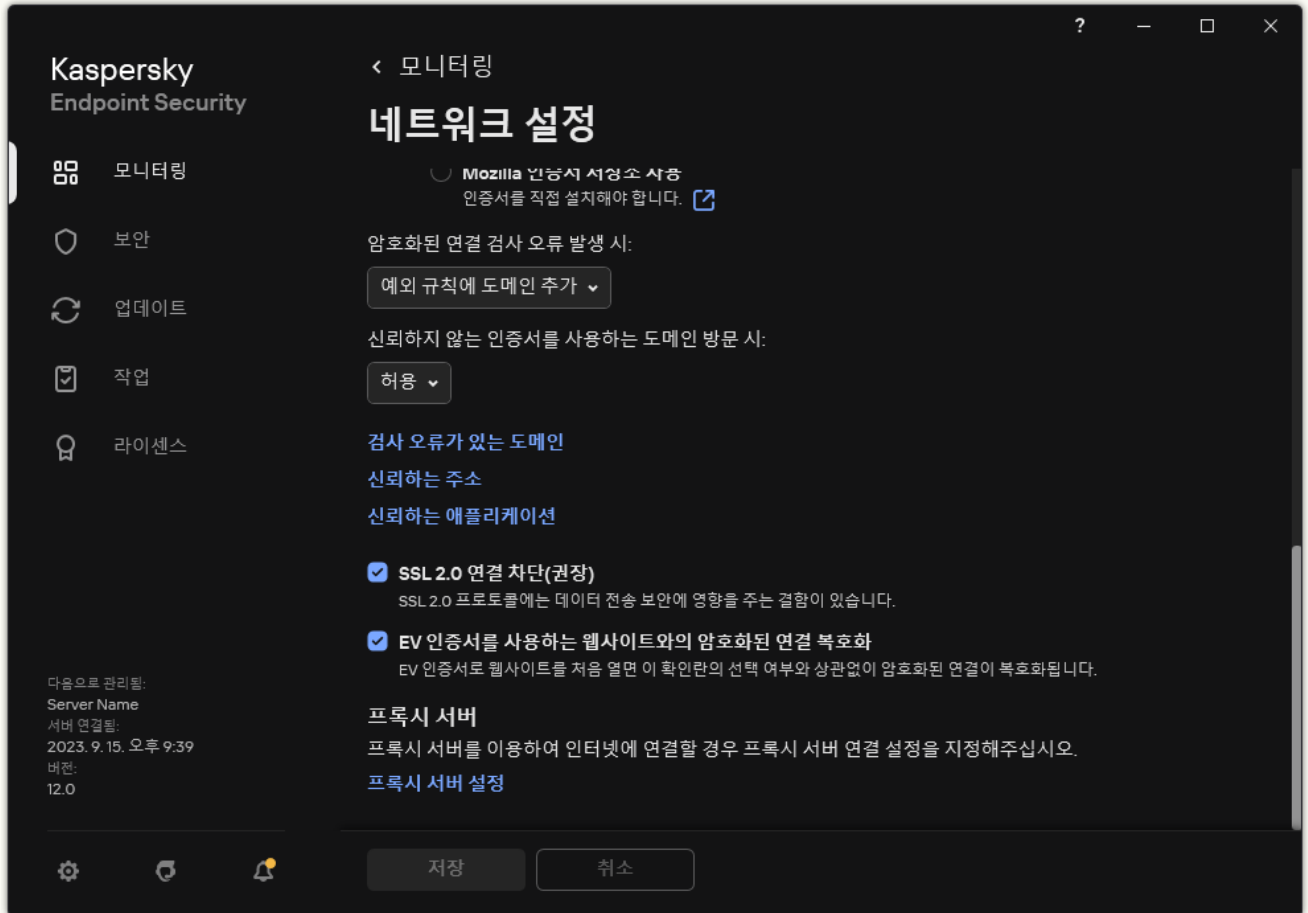 ?
Kaspersky
Endpoint Security
모니터링
보안
업데이트
작업
라이센스
다음으로 관리됨:
Server Name
서버 연결됨:
2023. 9. 15. 오후 9:39
버전:
12.0
모니터링
네트워크 설정
Mozilla 인증서 저장소 사용
인증서를 직접 설치해야 합니다.
암호화된 연결 검사 오류 발생 시:
예외 규칙에 도메인 추가
신뢰하지 않는 인증서를 사용하는 도메인 방문 시:
허용
검사 오류가 있는 도메인
신뢰하는 주소
신뢰하는 애플리케이션
SSL 2.0 연결 차단(권장)
SSL 2.0 프로토콜에는 데이터 전송 보안에 영향을 주는 결함이 있습니다.
EV 인증서를 사용하는 웹사이트와의 암호화된 연결 복호화
EV 인증서로 웹사이트를 처음 열면 이 확인란의 선택 여부와 상관없이 암호화된 연결이 복호화됩니다.
프록시 서버
프록시 서버를 이용하여 인터넷에 연결할 경우 프록시 서버 연결 설정을 지정해주십시오.
프록시 서버 설정
저장
취소